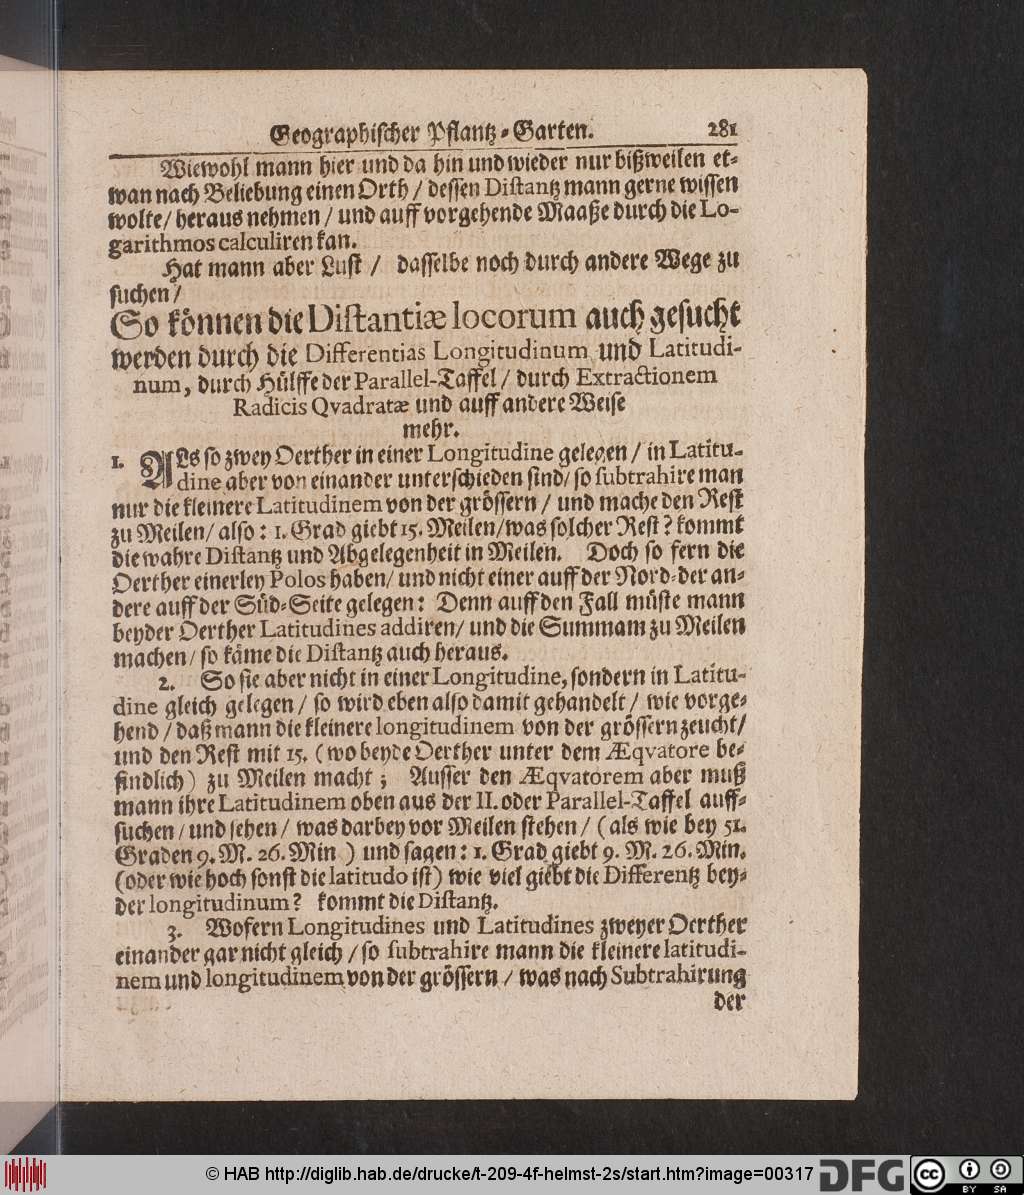 Geographischer Pflantz-Garten. 281
Wiewohl mann hier und da hin und wieder nur bißweilen et-
wan nach Beliebung einen Orth / dessen Distantz mann gerne wissen
wolte / heraus nehmen / und auff vorgehende Maaße durch die Lo-
garithmos calculiren kan.
Hat mann aber Lust / dasselbe noch durch andere Wege zu
suchen /
So können die Distantiæ locorum auch gesucht
werden durch die Differentias Longitudinum und Latitudi-
num, durch Hülffe der Parallel-Taffel / durch Extractionem
Radicis Qvadratæ und auff andere Weise
mehr.
1. ALs so zwey Oerther in einer Longitudine gelegen / in Latitu-
dine aber von einander unterschieden sind / so subtrahire man
nur die kleinere Latitudinem von der grössern / und mache den Rest
zu Meilen / also : 1. Grad giebt 15. Meilen / was solcher Rest ? kommt
die wahre Distantz und Abgelegenheit in Meilen. Doch so fern die
Oerther einerley Polos haben / und nicht einer auff der Nord- der an-
dere auff der Süd-Seite gelegen : Denn auff den Fall müste mann
beyder Oerther Latitudines addiren / und die Summam zu Meilen
machen / so käme die Distantz auch heraus.
2. So sie aber nicht in einer Longitudine, sondern in Latitu-
dine gleich gelegen / so wird eben also damit gehandelt / wie vorge-
hend / daß mann die kleinere longitudinem von der grössern zeucht /
und den Rest mit 15. ( wo beyde Oerther unter dem Æqvatore be-
findlich ) zu Meilen macht ; Ausser den Æqvatorem aber muß
mann ihre Latitudinem oben aus der II. oder Parallel-Taffel auff-
suchen / und sehen / was darbey vor Meilen stehen / ( als wie bey 51.
Graden 9. M. 26. Min ) und sagen : 1. Grad giebt 9. M. 26. Min.
(oder wie hoch sonst die latitudo ist) wie viel giebt die Differentz bey-
der longitudinum ? kommt die Distantz.
3. Wofern Longitudines und Latitudines zweyer Oerther
einander gar nicht gleich / so subtrahire mann die kleinere latitudi-
nem und longitudinem von der grössern / was nach Subtrahirung
der
© HAB http://diglib.hab.de/drucke/t-209-4f-helmst-2s/start.htm?image=00317
DFG
cc BY SA